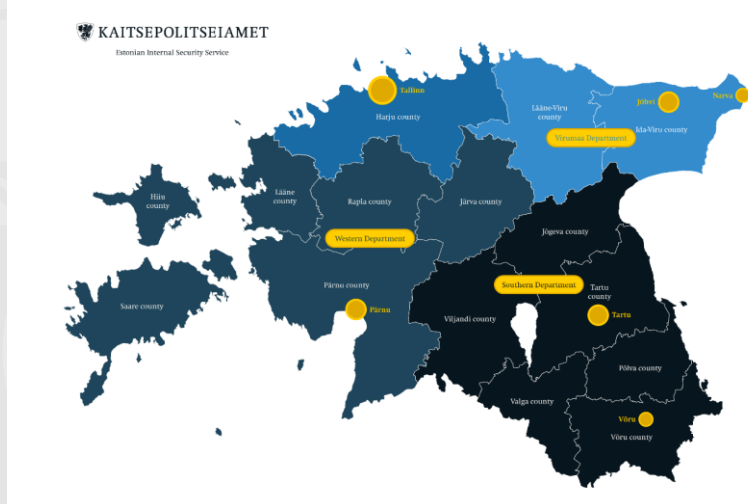 KAITSEPOLITSEIAMET
Estonian Internal Security Service
Tallinn
Harju county
Lääne-Viru
county
Jõhvi
Narva
Ida-Viru county
Virumaa Department
Hiiu
county
Lääne
county
Rapla county
Järva county
Western Department
Jõgeva county
Saare county
Pärnu county
Pärnu
Southern Department
Tartu
county
Tartu
Viljandi county
Põlva county
Valga county
Võru
Võru county